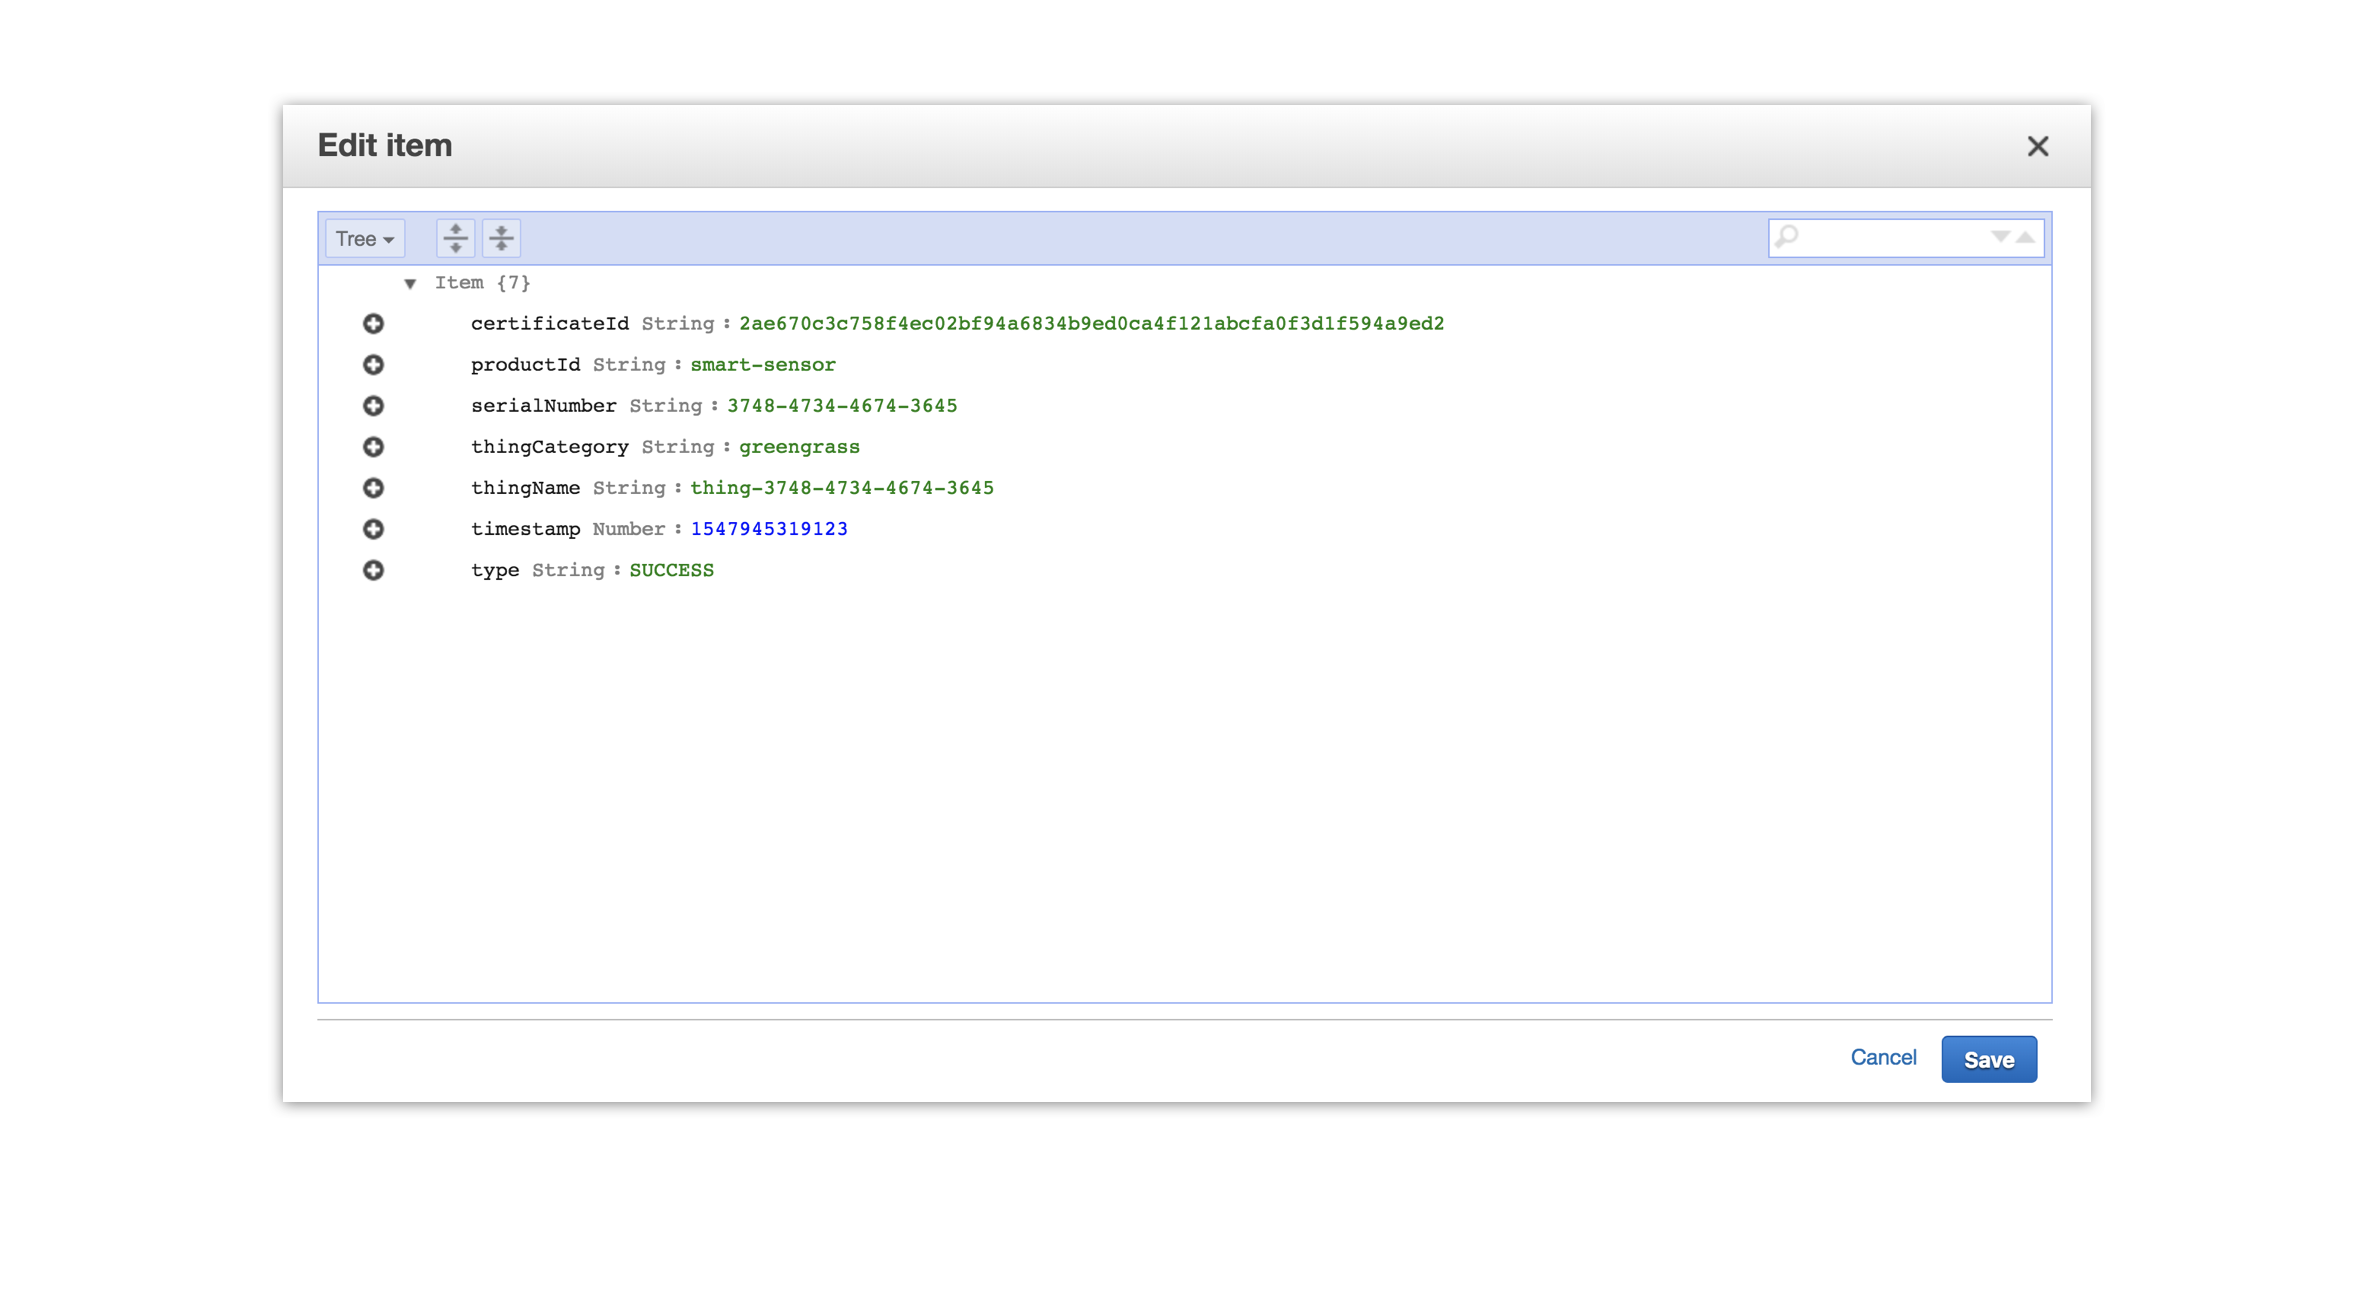 Edit item
Tree
Item {7}
certificateId String : 2ae670c3c758f4ec02bf94a6834b9ed0ca4f121abcfa0f3d1f594a9ed2
productId String : smart-sensor
serialNumber String : 3748-4734-4674-3645
thingCategory String : greengrass
thingName String : thing-3748-4734-4674-3645
timestamp Number : 1547945319123
type String : SUCCESS
Cancel Save